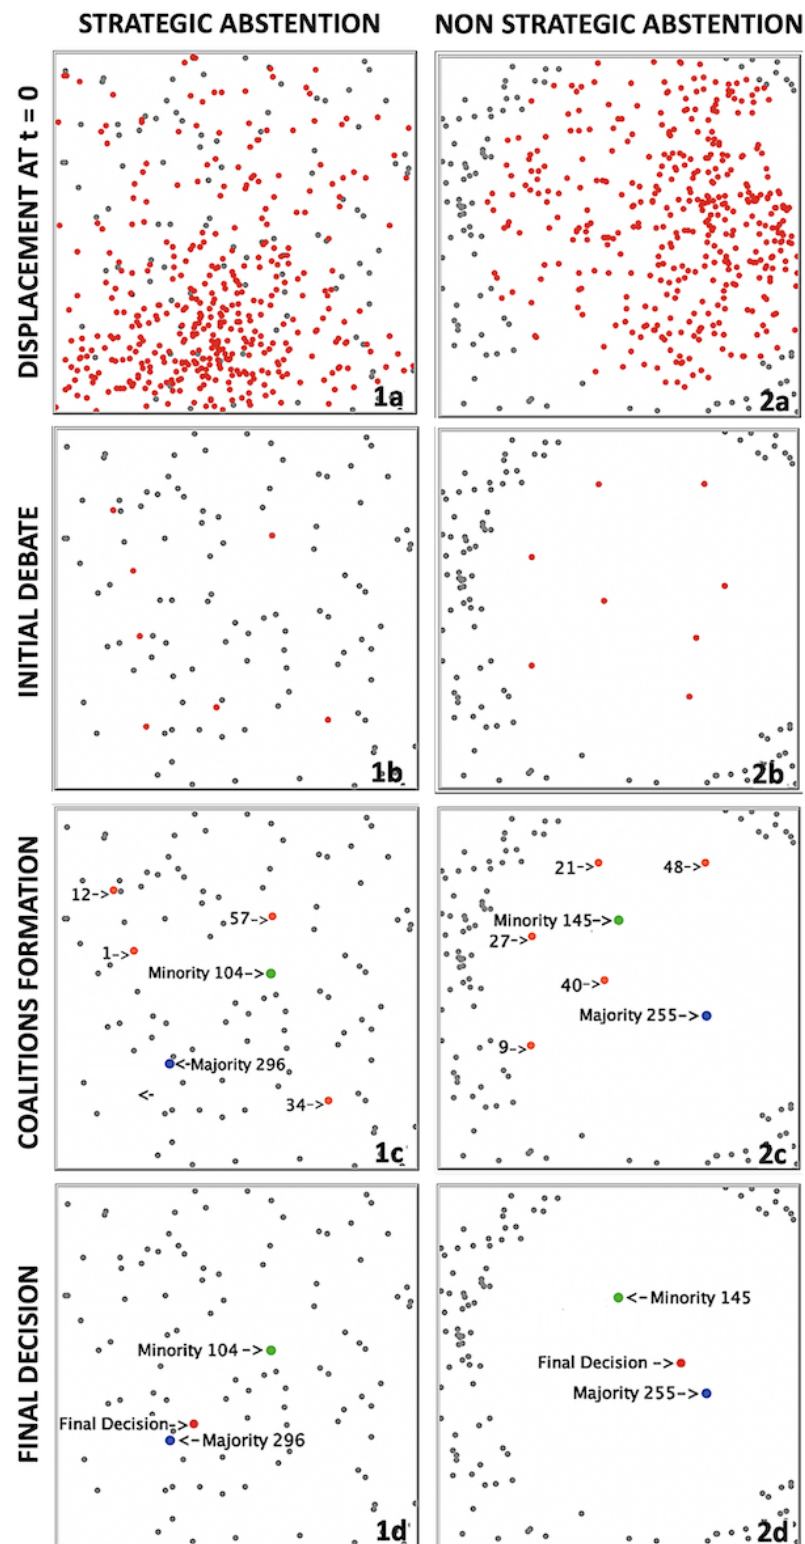 STRATEGIC ABSTENTION
NON STRATEGIC ABSTENTION
DISPLACEMENT AT t = 0
1a
2a
INITIAL DEBATE
1b
2b
COALITIONS FORMATION
12->
57->
1->
Minority 104->
<-Majority 296
<-
34->
1c
21->
48->
Minority 145->
27->
40->
Majority 255->
9->
2c
FINAL DECISION
Minority 104 ->
Final Decision->
<-Majority 296
1d
<-Minority 145
Final Decision ->
Majority 255->
2d